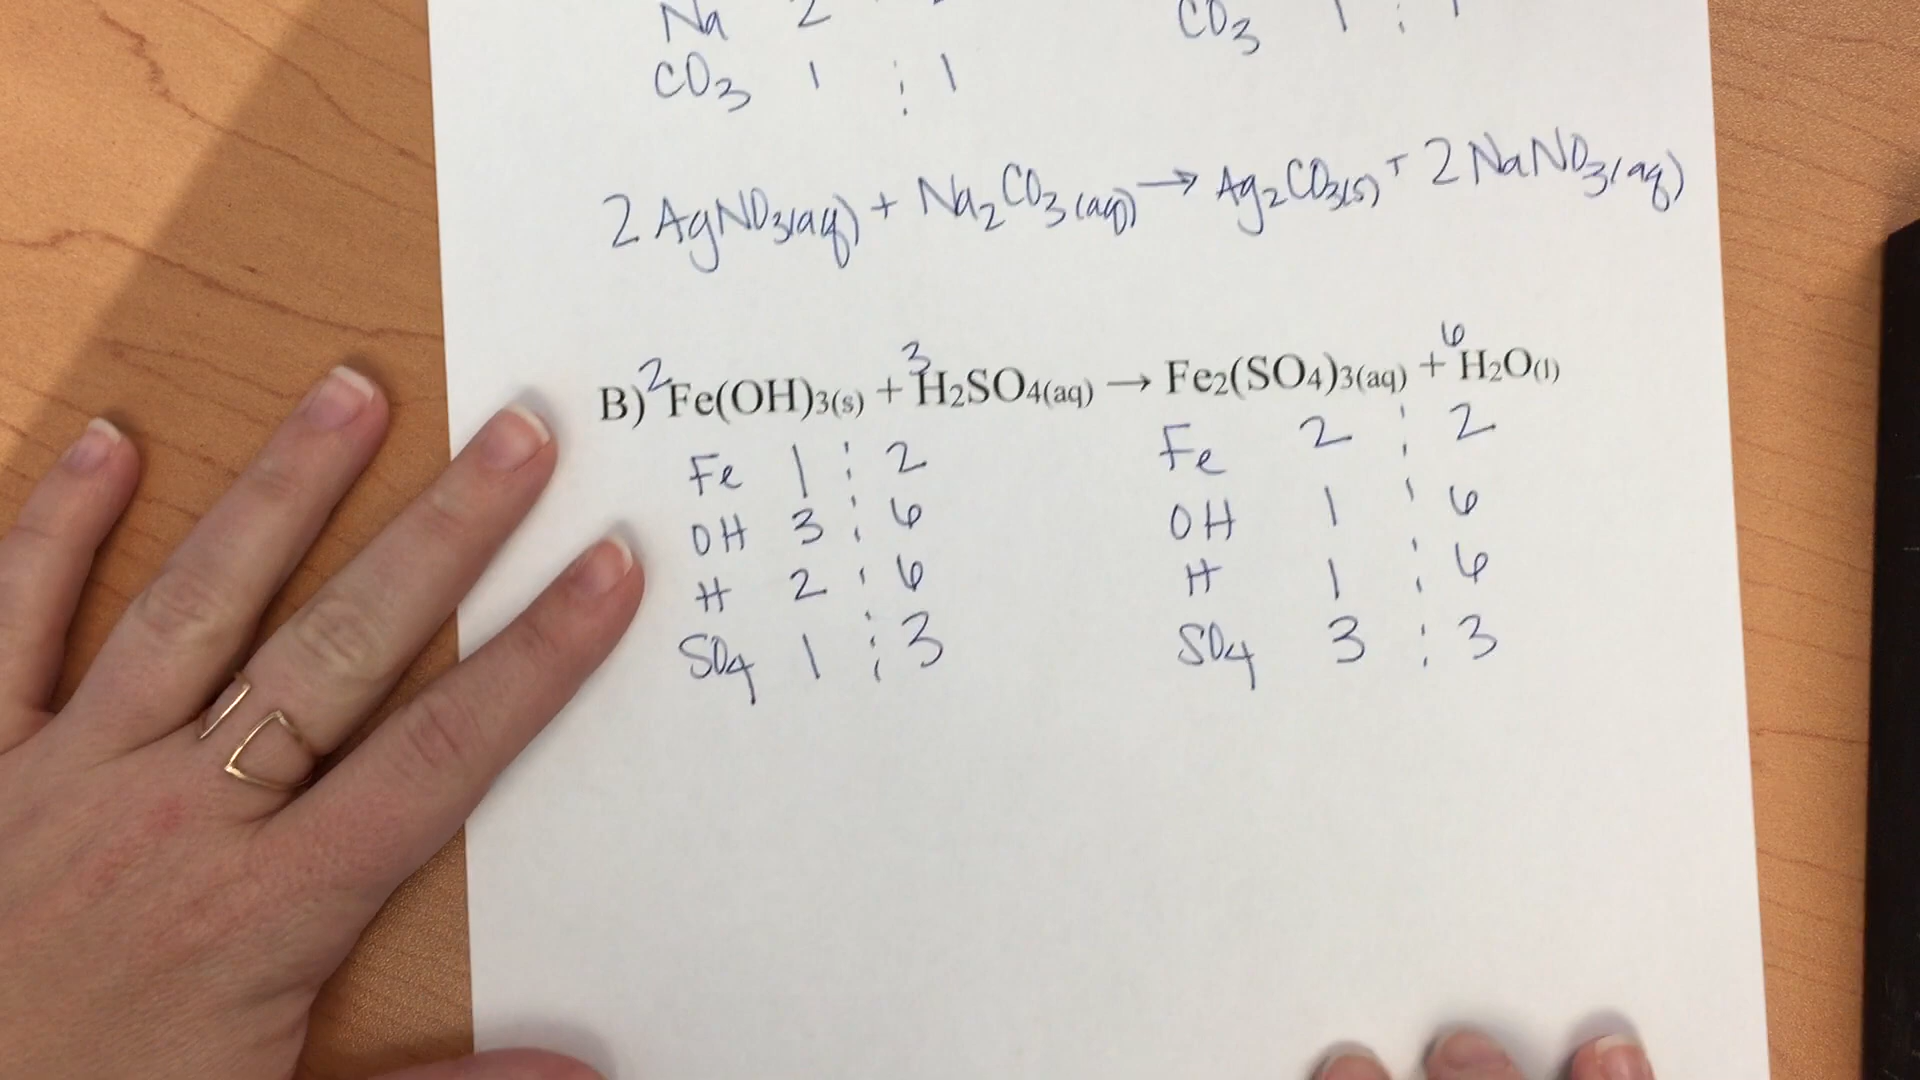 Na 2 CO3 1 ¦ 1
CO3 1 ¦ 1
2 AgNO3(aq) + Na2CO3(aq) → Ag2CO3(s) + 2 NaNO3(aq)
B) 2 Fe(OH)3(s) + 3 H2SO4(aq) → Fe2(SO4)3(aq) + 6 H2O(l)
Fe 1 ¦ 2 Fe 2 ¦ 2
OH 3 ¦ 6 OH 1 ¦ 6
H 2 ¦ 6 H 1 ¦ 6
SO4 1 ¦ 3 SO4 3 ¦ 3